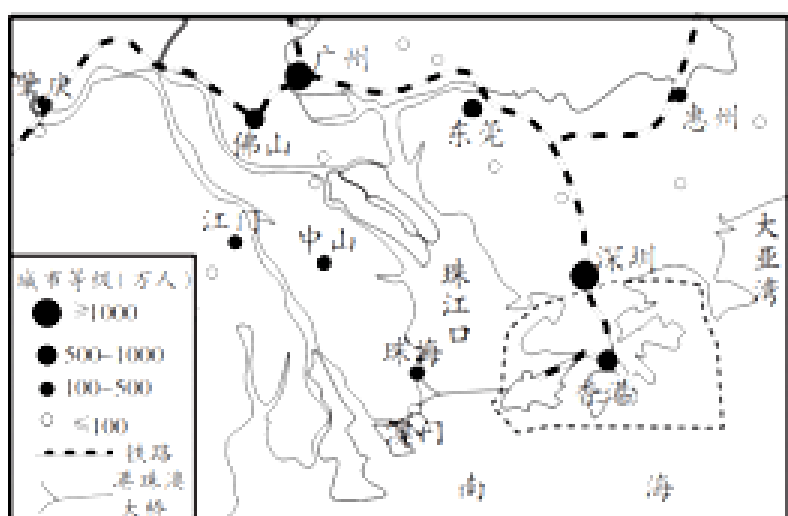 广州
肇庆
佛山
东莞
惠州
江门
中山
深圳
大亚湾
珠江口
珠海
香港
澳门
南海
城市等级(万人)
≥1000
500-1000
100-500
≤100
铁路
港珠澳
大桥